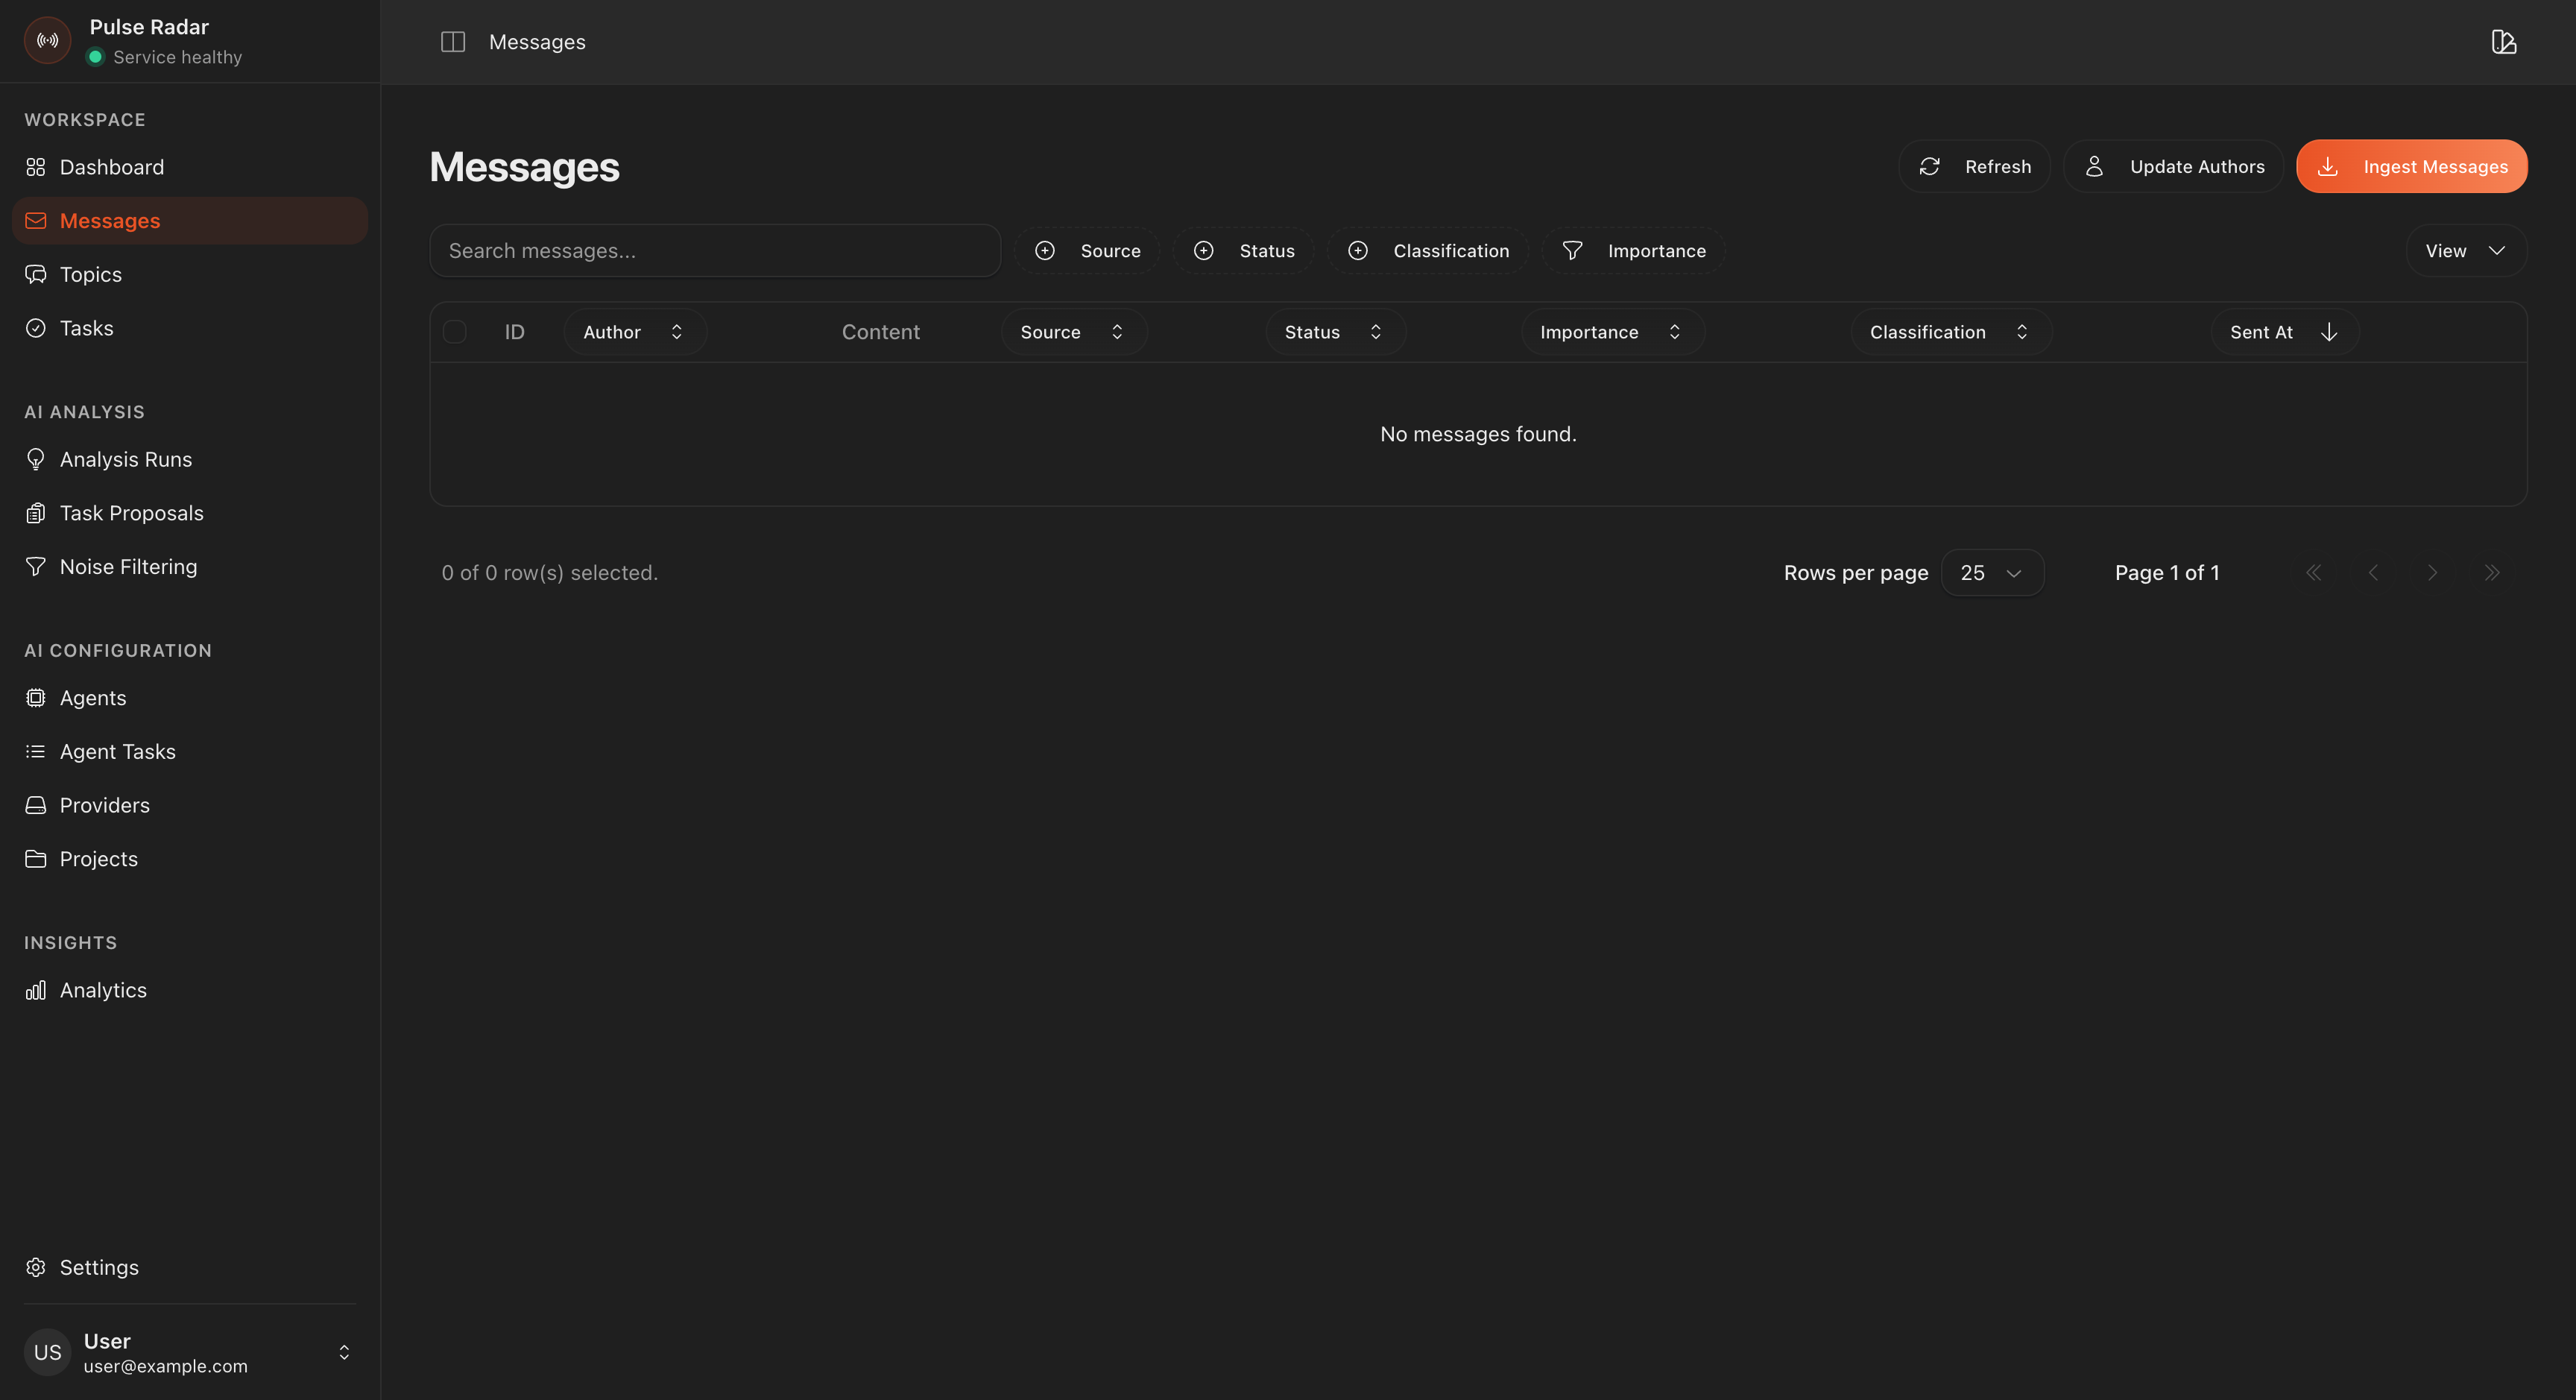 Pulse Radar
Service healthy
WORKSPACE
Dashboard
Messages
Topics
Tasks
AI ANALYSIS
Analysis Runs
Task Proposals
Noise Filtering
AI CONFIGURATION
Agents
Agent Tasks
Providers
Projects
INSIGHTS
Analytics
Settings
US
User
user@example.com
Messages
Messages
Refresh
Update Authors
Ingest Messages
Search messages...
Source
Status
Classification
Importance
View
ID
Author
Content
Source
Status
Importance
Classification
Sent At
No messages found.
0 of 0 row(s) selected.
Rows per page
25
Page 1 of 1